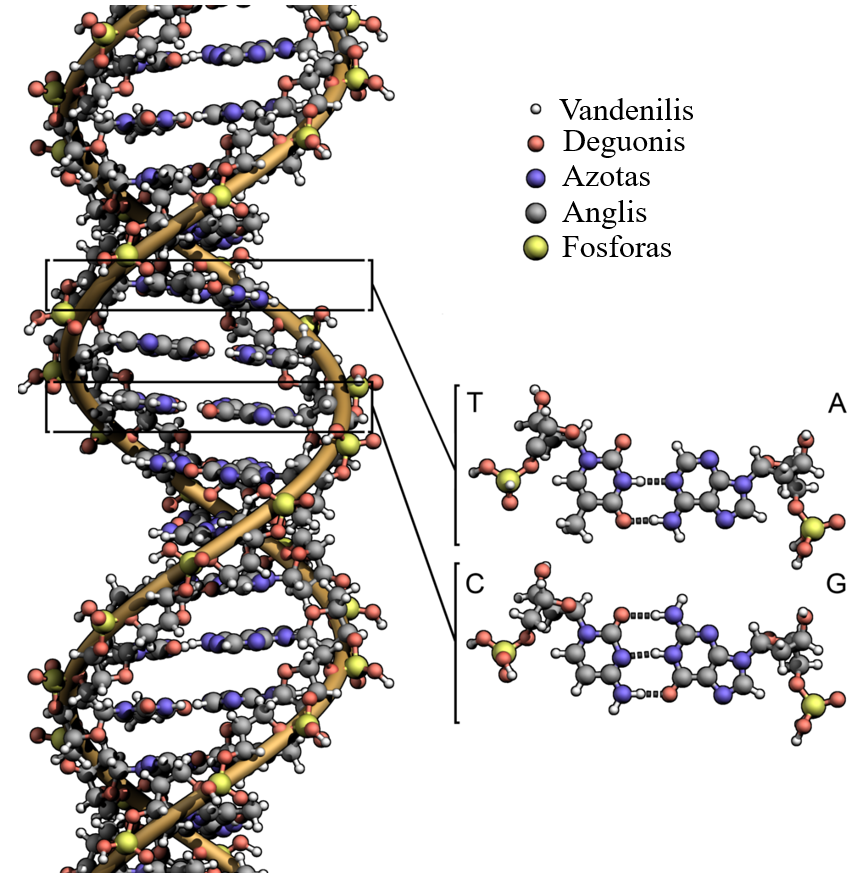 Vandenilis
Deguonis
Azotas
Anglis
Fosforas
T A
C G